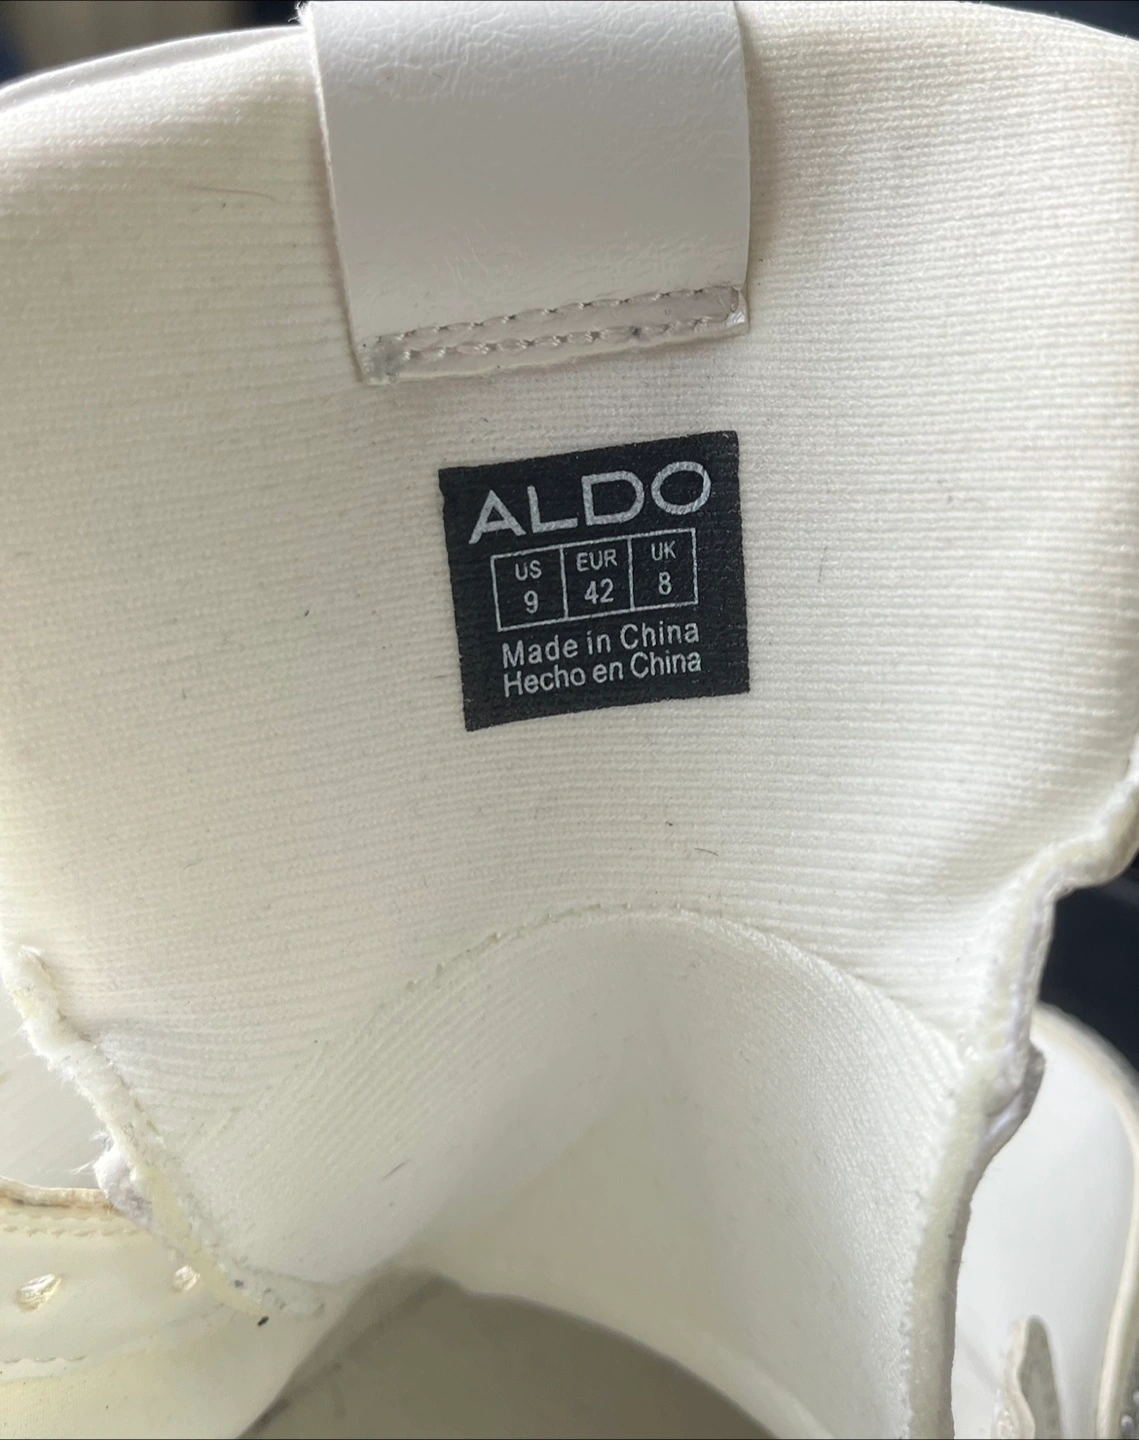 ALDO
US EUR UK
9 42 8
Made in China
Hecho en China